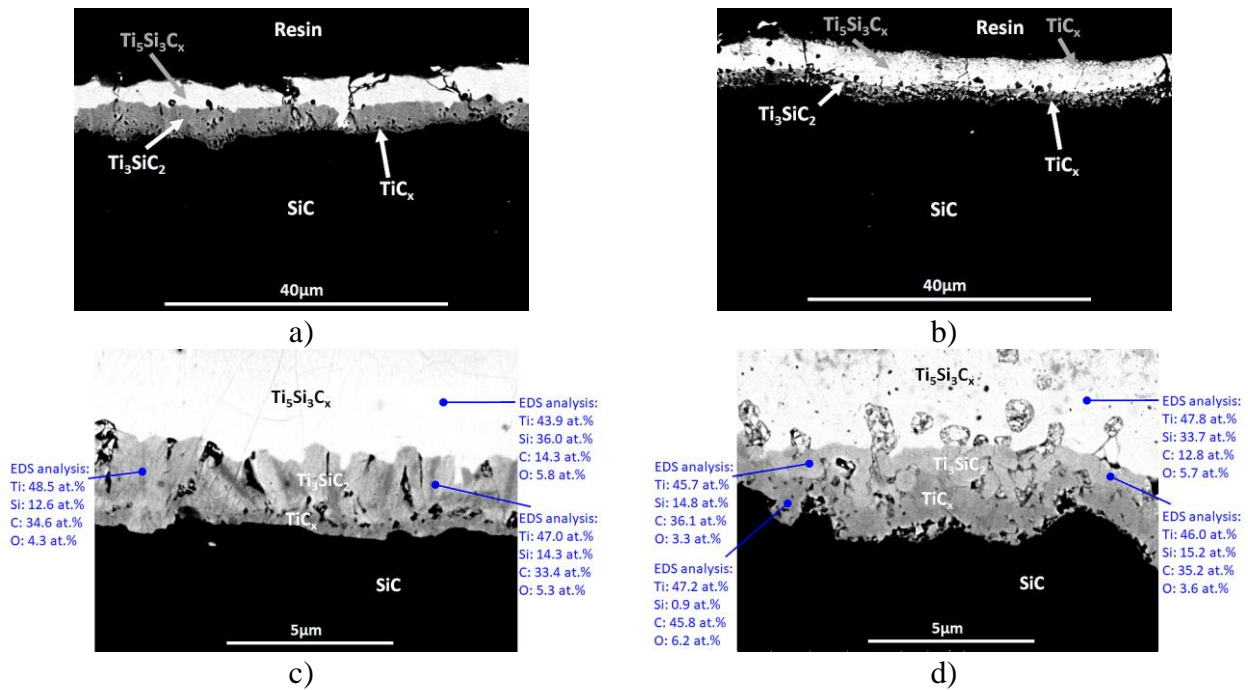 Ti5Si3Cx
Resin
Ti3SiC2
TiCx
SiC
40μm
a)
Ti5Si3Cx
Resin
TiCx
Ti3SiC2
TiCx
SiC
40μm
b)
Ti5Si3Cx
EDS analysis:
Ti: 43.9 at.%
Si: 36.0 at.%
C: 14.3 at.%
O: 5.8 at.%
EDS analysis:
Ti: 48.5 at.%
Si: 12.6 at.%
C: 34.6 at.%
O: 4.3 at.%
Ti3SiC2
TiCx
EDS analysis:
Ti: 47.0 at.%
Si: 14.3 at.%
C: 33.4 at.%
O: 5.3 at.%
SiC
5μm
c)
Ti5Si3Cx
EDS analysis:
Ti: 47.8 at.%
Si: 33.7 at.%
C: 12.8 at.%
O: 5.7 at.%
EDS analysis:
Ti: 45.7 at.%
Si: 14.8 at.%
C: 36.1 at.%
O: 3.3 at.%
Ti3SiC2
TiCx
EDS analysis:
Ti: 46.0 at.%
Si: 15.2 at.%
C: 35.2 at.%
O: 3.6 at.%
EDS analysis:
Ti: 47.2 at.%
Si: 0.9 at.%
C: 45.8 at.%
O: 6.2 at.%
SiC
5μm
d)